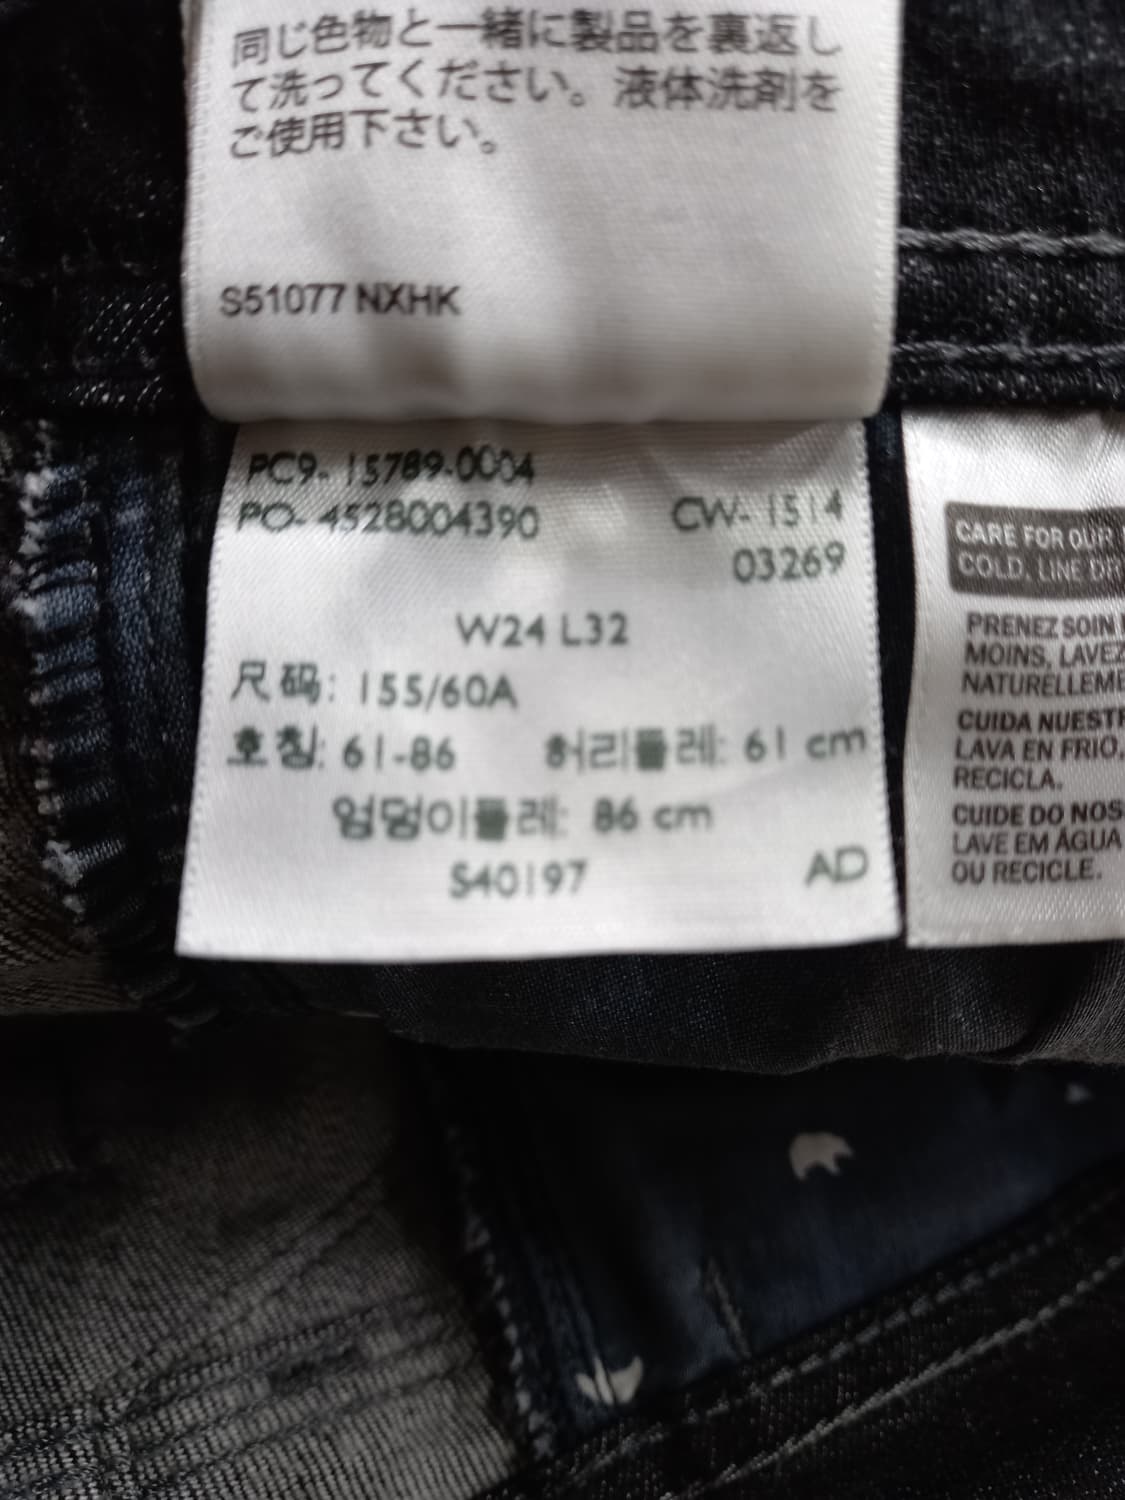 同じ色物と一緒に製品を裏返し
て洗ってください。液体洗剤を
ご使用下さい。
S51077 NXHK
PC9- 15789-0004
PO- 4528004390 CW- 1514
03269
W24 L32
尺码: 155/60A
호칭: 61-86 허리둘레: 61 cm
엉덩이둘레: 86 cm
S40197 AD
CARE FOR OUR
COLD, LINE DR
PRENEZ SOIN
MOINS, LAVEZ
NATURELLEME
CUIDA NUEST
LAVA EN FRIO,
RECICLA.
CUIDE DO NOS
LAVE EM ÁGUA
OU RECICLE.